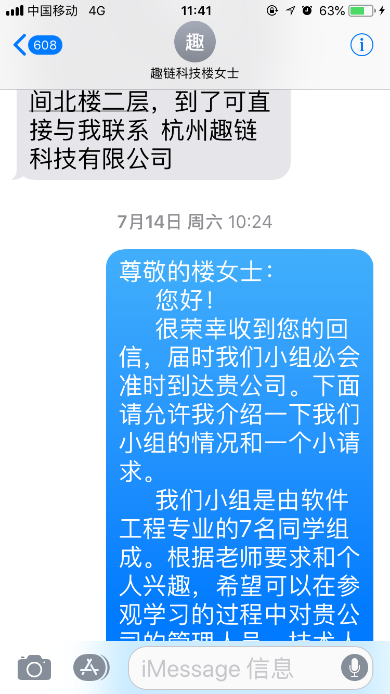 中国移动 4G 11:41 63%
608
趣
趣链科技楼女士
间北楼二层，到了可直
接与我联系 杭州趣链
科技有限公司
7月14日 周六 10:24
尊敬的楼女士：
您好！
很荣幸收到您的回
信，届时我们小组必会
准时到达贵公司。下面
请允许我介绍一下我们
小组的情况和一个小请
求。
我们小组是由软件
工程专业的7名同学组
成。根据老师要求和个
人兴趣，希望可以在参
观学习的过程中对贵公
司的管理人员、技术人
iMessage 信息